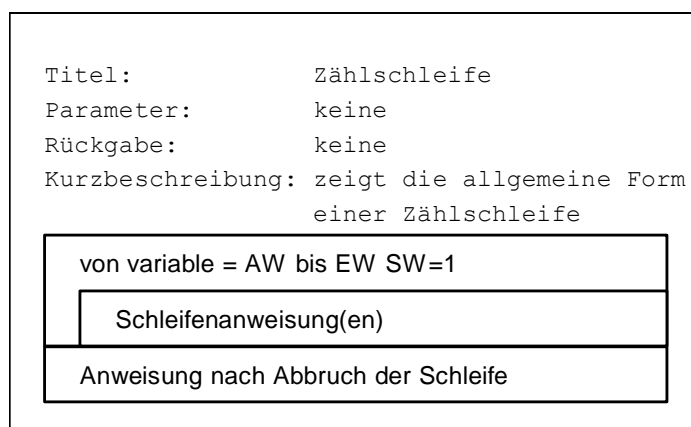 Titel: Zählschleife
Parameter: keine
Rückgabe: keine
Kurzbeschreibung: zeigt die allgemeine Form
einer Zählschleife
von variable = AW bis EW SW=1
Schleifenanweisung(en)
Anweisung nach Abbruch der Schleife